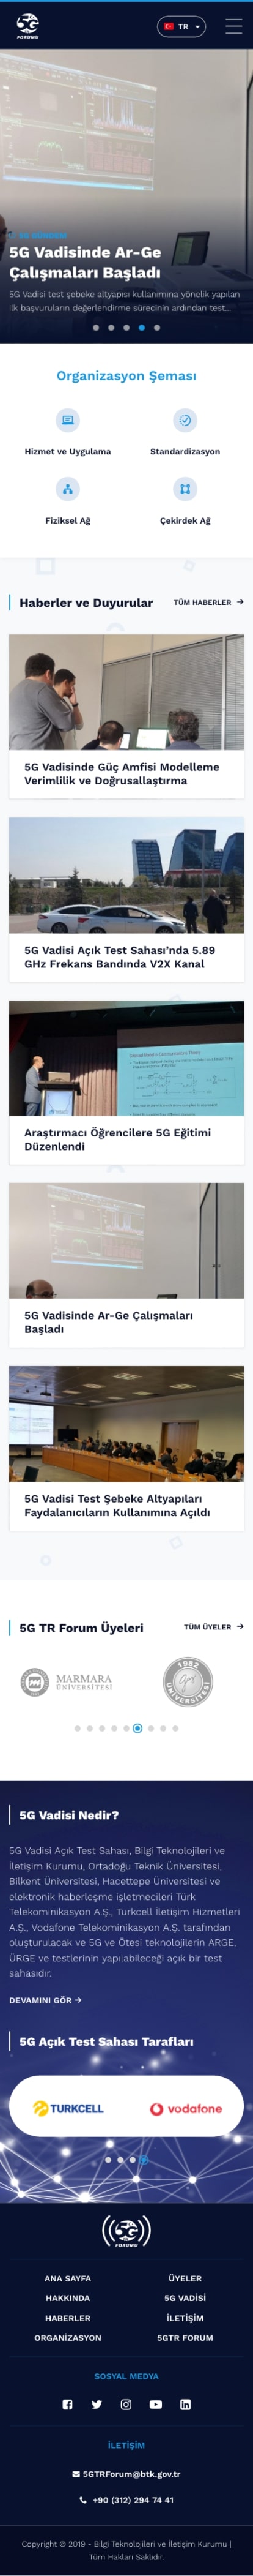 5G
FORUMU
TR
5G Vadisinde Ar-Ge
Çalışmaları Başladı
5G Vadisi test şebeke altyapısı kullanımına yönelik yapılan
ilk başvuruların değerlendirme sürecinin ardından test...
Organizasyon Şeması
Hizmet ve Uygulama
Standardizasyon
Fiziksel Ağ
Çekirdek Ağ
Haberler ve Duyurular
TÜM HABERLER →
5G Vadisinde Güç Amfisi Modelleme
Verimlilik ve Doğrusallaştırma
5G Vadisi Açık Test Sahası'nda 5.89
GHz Frekans Bandında V2X Kanal
Araştırmacı Öğrencilere 5G Eğitimi
Düzenlendi
5G Vadisinde Ar-Ge Çalışmaları
Başladı
5G Vadisi Test Şebeke Altyapıları
Faydalanıcıların Kullanımına Açıldı
5G TR Forum Üyeleri
TÜM ÜYELER →
MARMARA
ÜNİVERSİTESİ
1982
ÜNİVERSİTESİ
5G Vadisi Nedir?
5G Vadisi Açık Test Sahası, Bilgi Teknolojileri ve
İletişim Kurumu, Ortadoğu Teknik Üniversitesi,
Bilkent Üniversitesi, Hacettepe Üniversitesi ve
elektronik haberleşme işletmecileri Türk
Telekomünikasyon A.Ş., Turkcell İletişim Hizmetleri
A.Ş., Vodafone Telekomünikasyon A.Ş. tarafından
oluşturulacak ve 5G ve Ötesi teknolojilerin ARGE,
ÜRGE ve testlerinin yapılabileceği açık bir test
sahasıdır.
DEVAMINI GÖR →
5G Açık Test Sahası Tarafları
TURKCELL
vodafone
5G
FORUMU
ANA SAYFA
ÜYELER
HAKKINDA
5G VADİSİ
HABERLER
İLETİŞİM
ORGANİZASYON
5GTR FORUM
SOSYAL MEDYA
İLETİŞİM
5GTRForum@btk.gov.tr
+90 (312) 294 74 41
Copyright © 2019 - Bilgi Teknolojileri ve İletişim Kurumu |
Tüm Hakları Saklıdır.